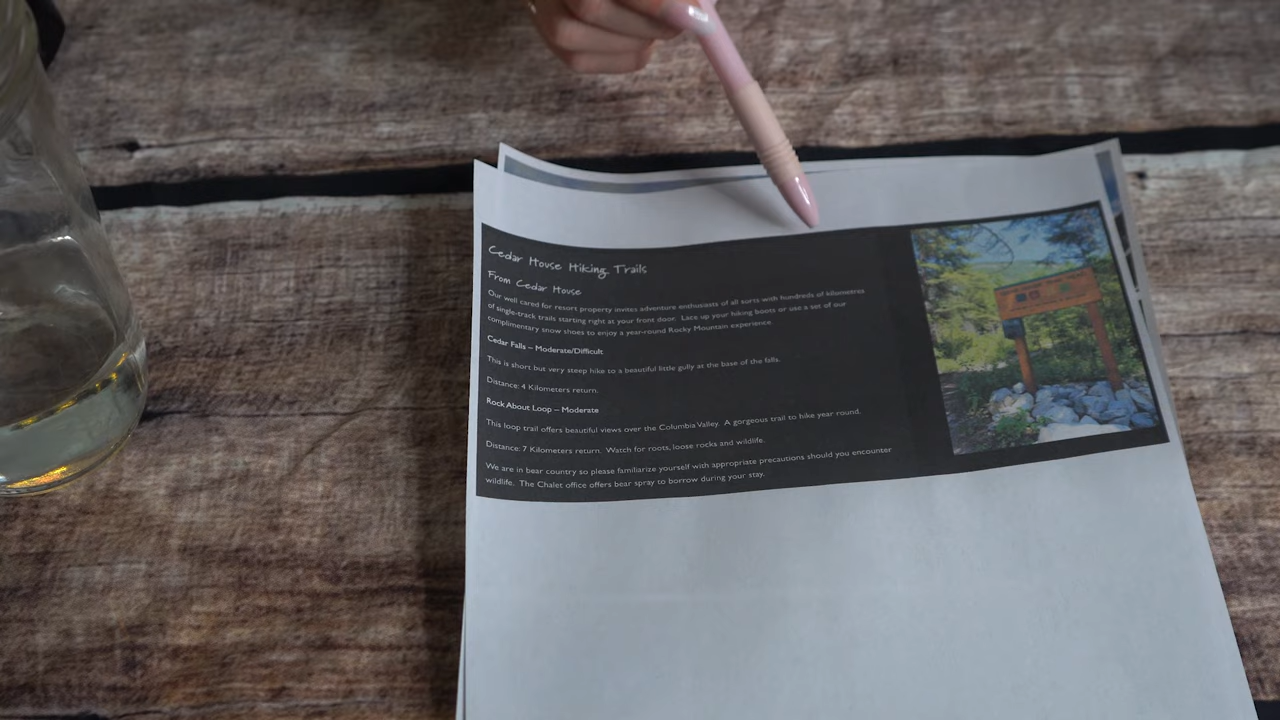 Cedar House Hiking Trails
From Cedar House
Our well cared for resort property invites adventure enthusiasts of all sorts with hundreds of kilometres
of single-track trails starting right at your front door. Lace up your hiking boots or use a set of our
complimentary snow shoes to enjoy a year-round Rocky Mountain experience
Cedar Falls – Moderate/Difficult
This is short but very steep hike to a beautiful little gully at the base of the falls.
Distance: 4 Kilometers return.
Rock About Loop – Moderate
This loop trail offers beautiful views over the Columbia Valley. A gorgeous trail to hike year round.
Distance: 7 Kilometers return. Watch for roots, loose rocks and wildlife.
We are in bear country so please familiarize yourself with appropriate precautions should you encounter
wildlife. The Chalet office offers bear spray to borrow during your stay.